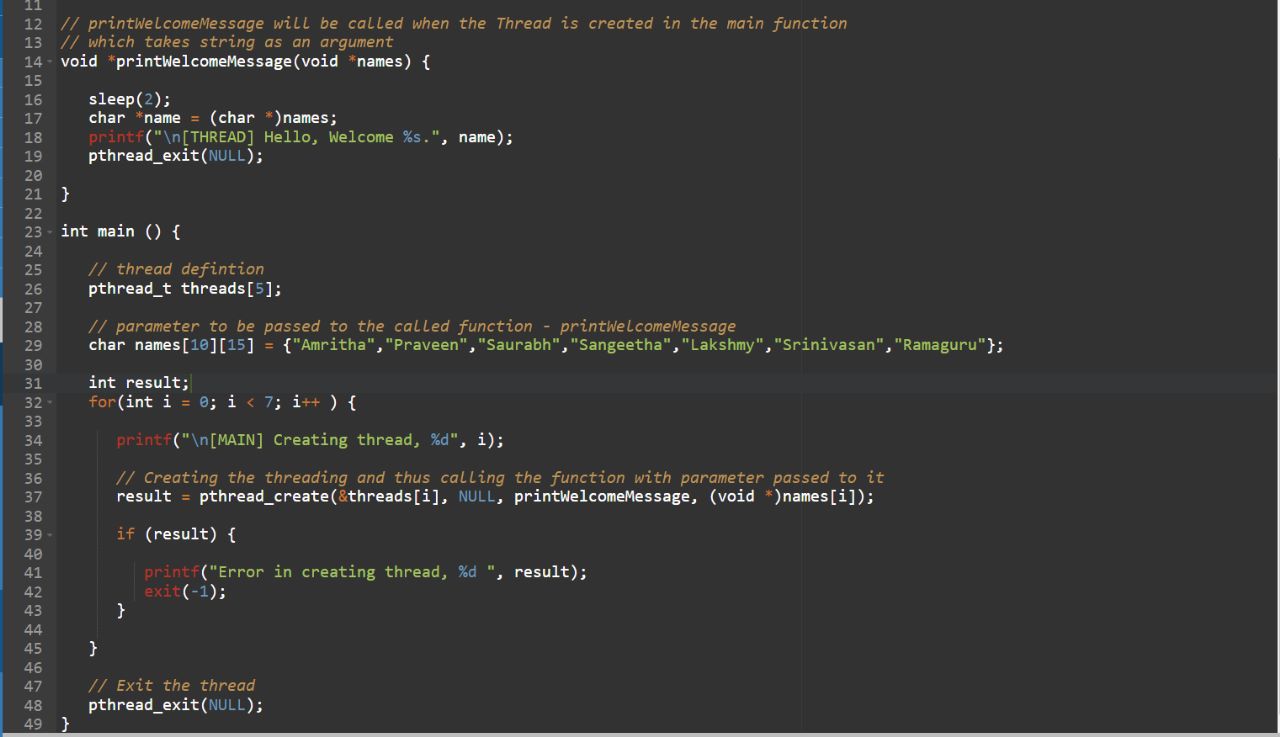 11
12 // printWelcomeMessage will be called when the Thread is created in the main function
13 // which takes string as an argument
14 void *printWelcomeMessage(void *names) {
15
16 sleep(2);
17 char *name = (char *)names;
18 printf("\n[THREAD] Hello, Welcome %s.", name);
19 pthread_exit(NULL);
20
21 }
22
23 int main () {
24
25 // thread defintion
26 pthread_t threads[5];
27
28 // parameter to be passed to the called function - printWelcomeMessage
29 char names[10][15] = {"Amritha","Praveen","Saurabh","Sangeetha","Lakshmy","Srinivasan","Ramaguru"};
30
31 int result;
32 for(int i = 0; i < 7; i++ ) {
33
34 printf("\n[MAIN] Creating thread, %d", i);
35
36 // Creating the threading and thus calling the function with parameter passed to it
37 result = pthread_create(&threads[i], NULL, printWelcomeMessage, (void *)names[i]);
38
39 if (result) {
40
41 printf("Error in creating thread, %d ", result);
42 exit(-1);
43 }
44
45 }
46
47 // Exit the thread
48 pthread_exit(NULL);
49 }